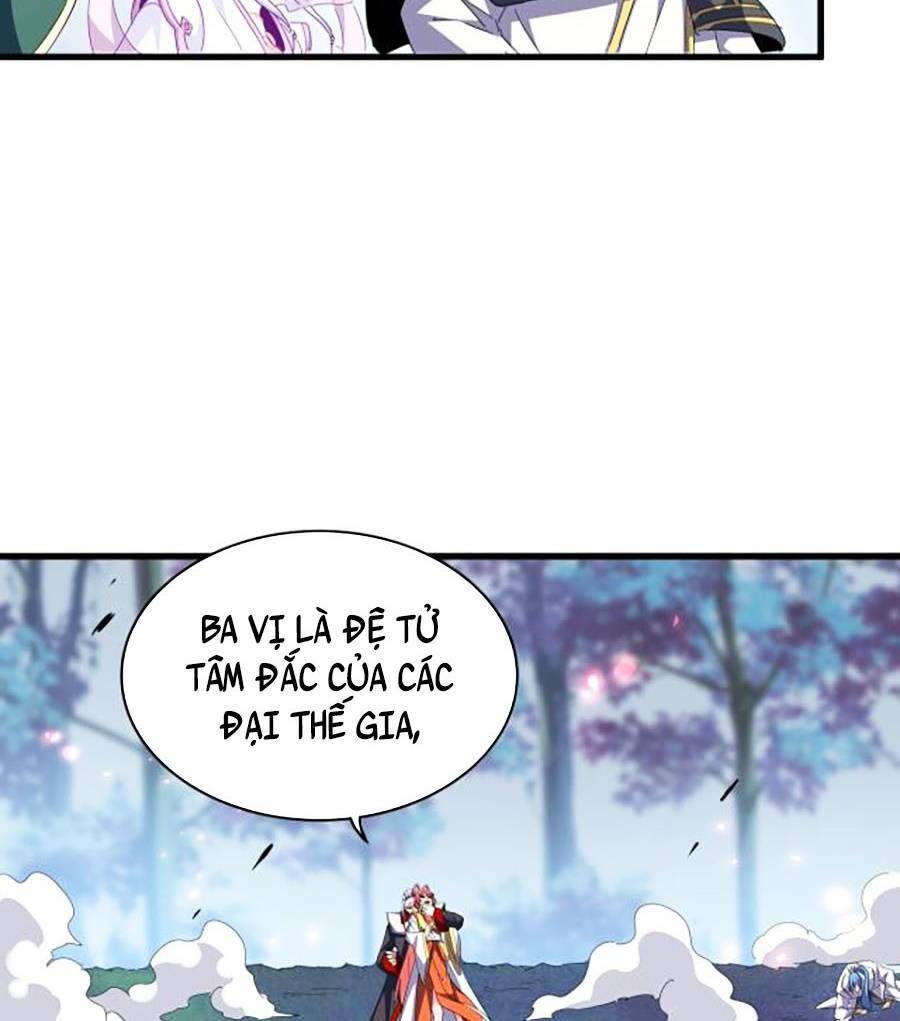 BA VỊ LÀ ĐỆ TỬ
TÂM ĐẮC CỦA CÁC
ĐẠI THẾ GIA,